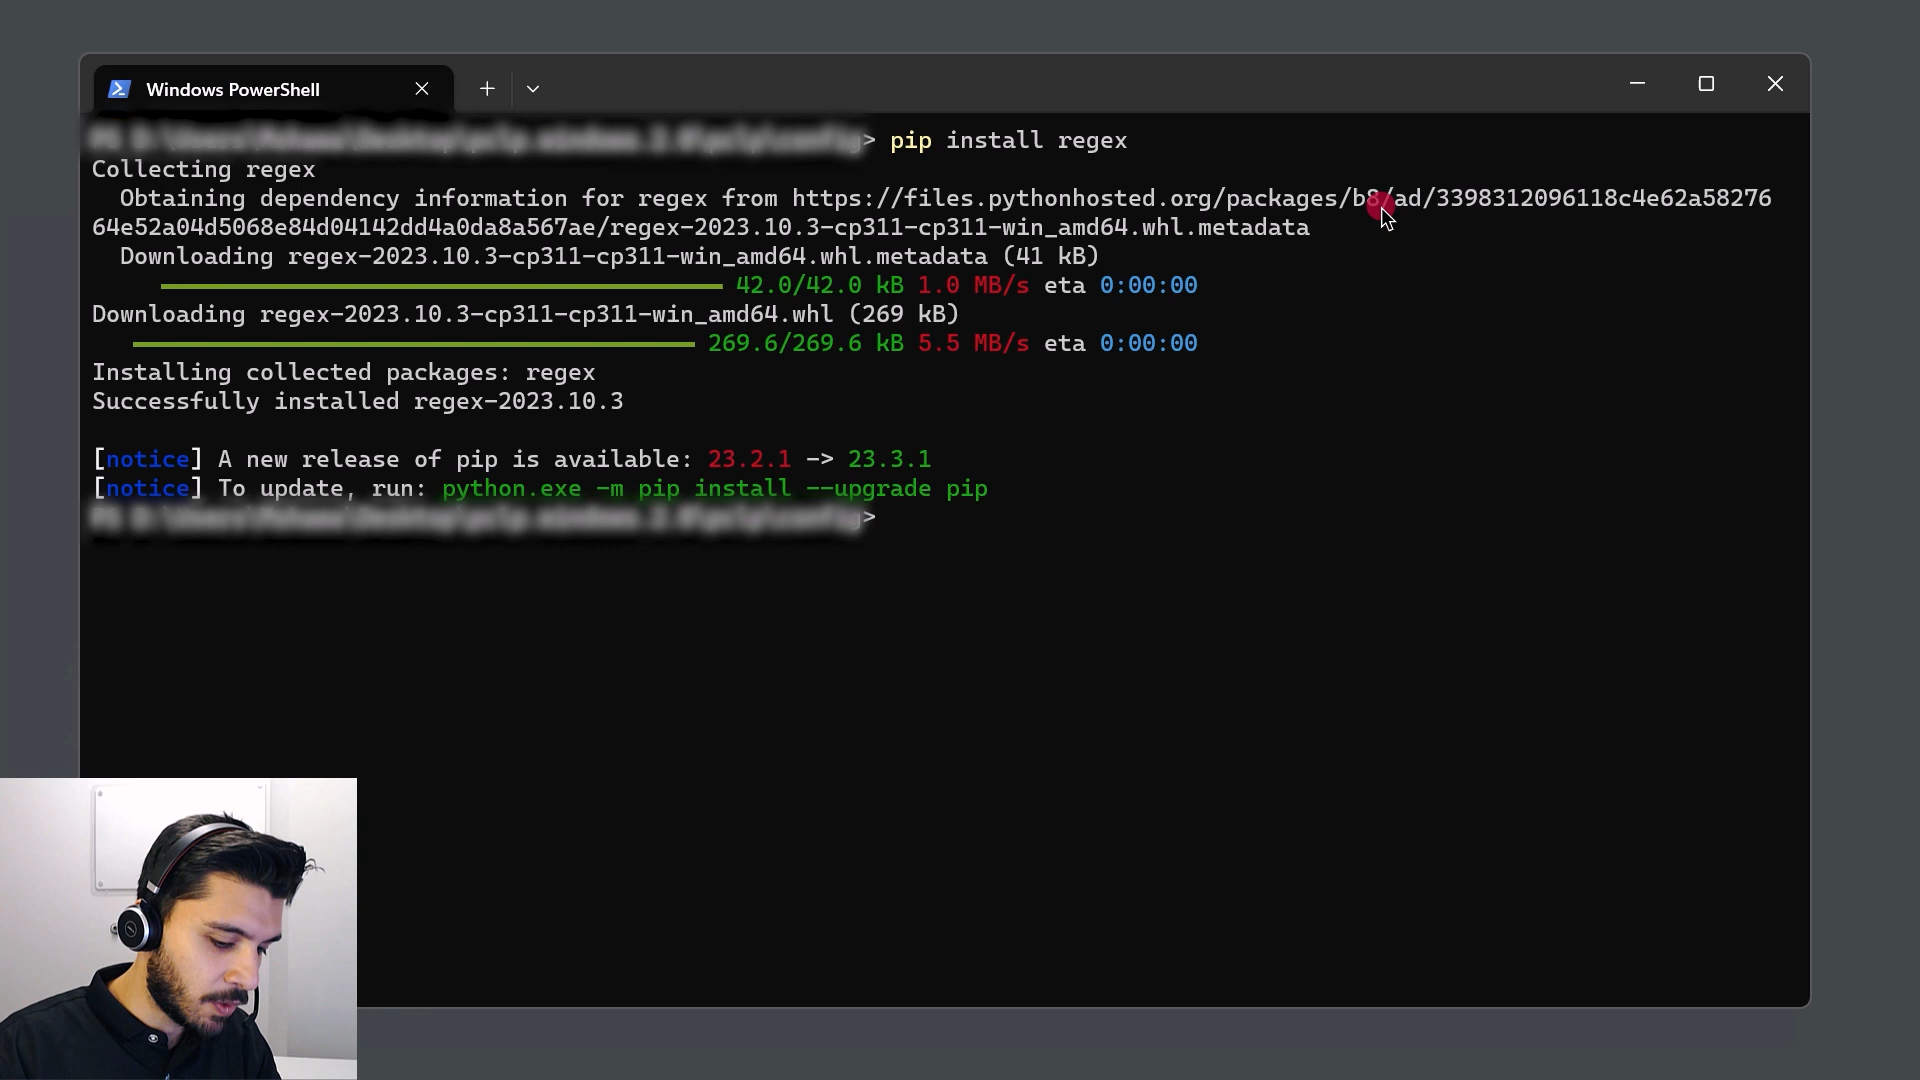 Windows PowerShell
> pip install regex
Collecting regex
Obtaining dependency information for regex from https://files.pythonhosted.org/packages/b8/ad/3398312096118c4e62a58276
64e52a04d5068e84d04142dd4a0da8a567ae/regex-2023.10.3-cp311-cp311-win_amd64.whl.metadata
Downloading regex-2023.10.3-cp311-cp311-win_amd64.whl.metadata (41 kB)
42.0/42.0 kB 1.0 MB/s eta 0:00:00
Downloading regex-2023.10.3-cp311-cp311-win_amd64.whl (269 kB)
269.6/269.6 kB 5.5 MB/s eta 0:00:00
Installing collected packages: regex
Successfully installed regex-2023.10.3
[notice] A new release of pip is available: 23.2.1 -> 23.3.1
[notice] To update, run: python.exe -m pip install --upgrade pip
>